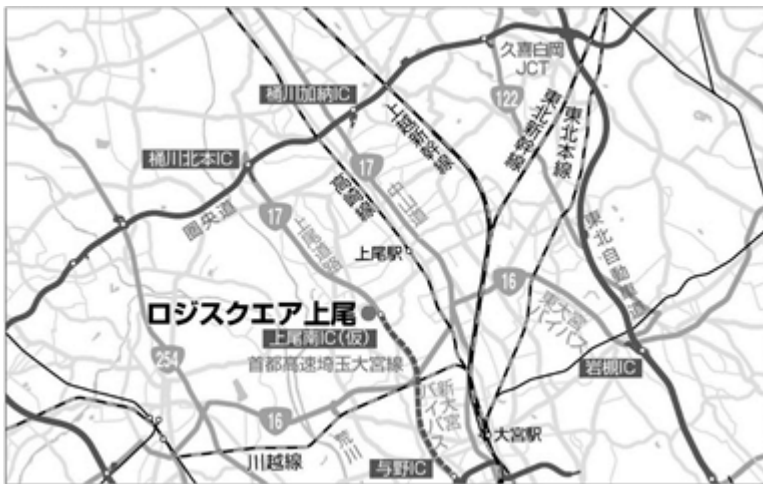 久喜白岡
JCT
桶川加納IC
122
上越新幹線
東北新幹線
東北本線
17
桶川北本IC
高崎線
中山道
圏央道
17
上尾道路
上尾駅
東北自動車道
16
東大宮
バイパス
ロジスクエア上尾
上尾南IC(仮)
首都高速埼玉大宮線
254
岩槻IC
新大宮
バイパス
16
荒川
大宮駅
川越線
与野IC